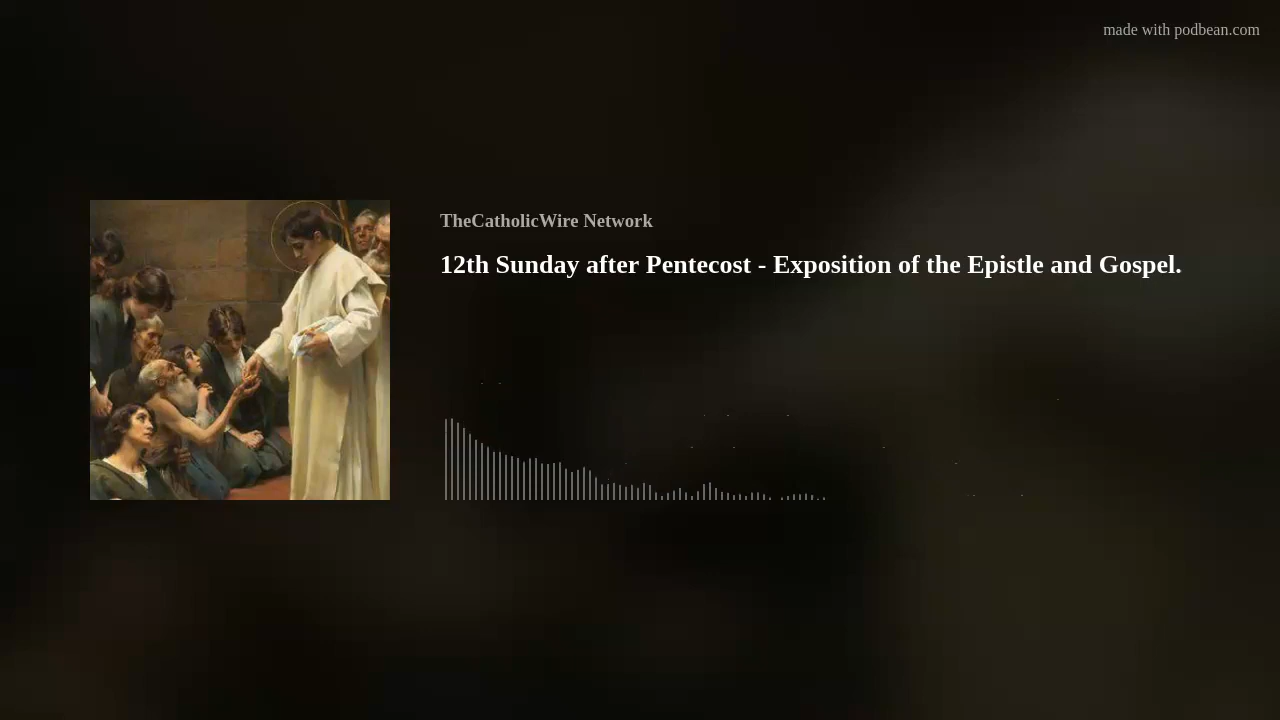 made with podbean.com
TheCatholicWire Network
12th Sunday after Pentecost - Exposition of the Epistle and Gospel.